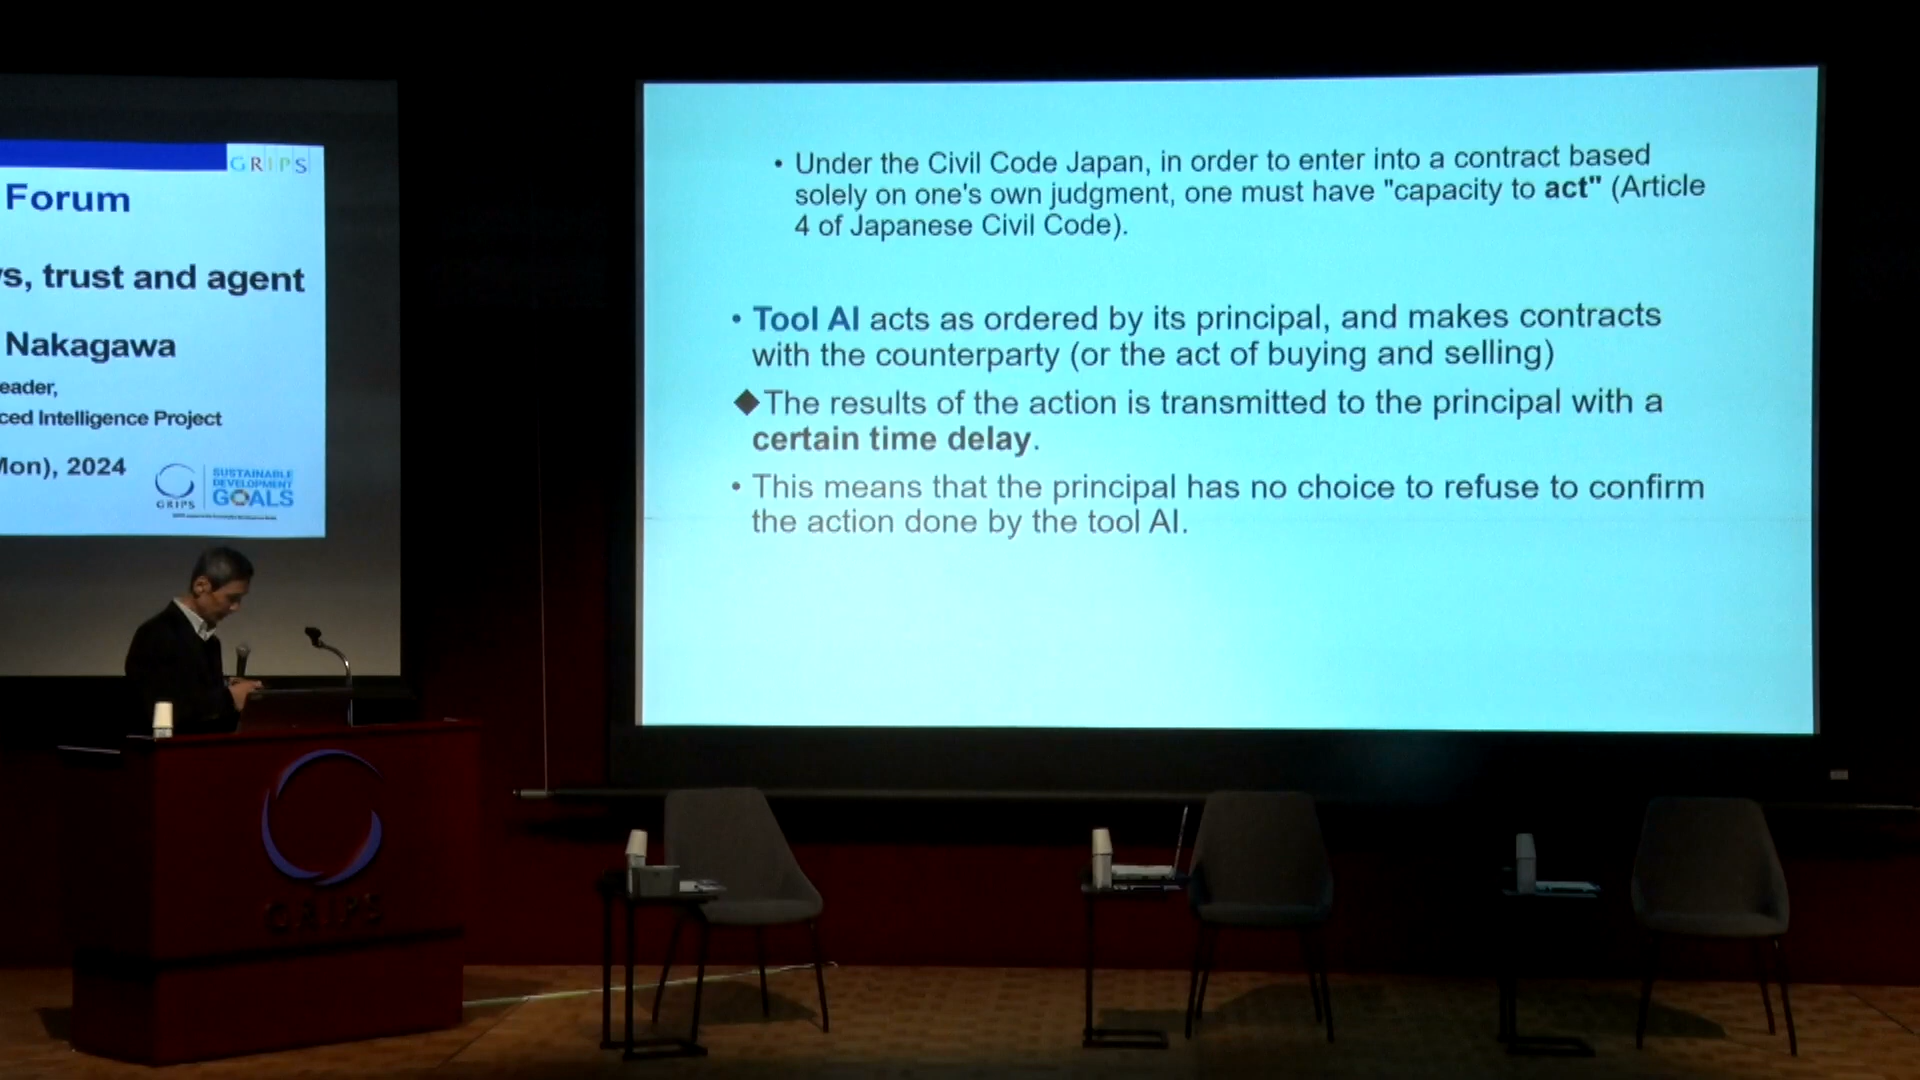 GRIPS
Forum
s, trust and agent
Nakagawa
eader,
ced Intelligence Project
Mon), 2024
GRIPS
SUSTAINABLE
DEVELOPMENT
GOALS
• Under the Civil Code Japan, in order to enter into a contract based
solely on one's own judgment, one must have "capacity to act" (Article
4 of Japanese Civil Code).
• Tool AI acts as ordered by its principal, and makes contracts
with the counterparty (or the act of buying and selling)
◆The results of the action is transmitted to the principal with a
certain time delay.
• This means that the principal has no choice to refuse to confirm
the action done by the tool AI.
GRIPS